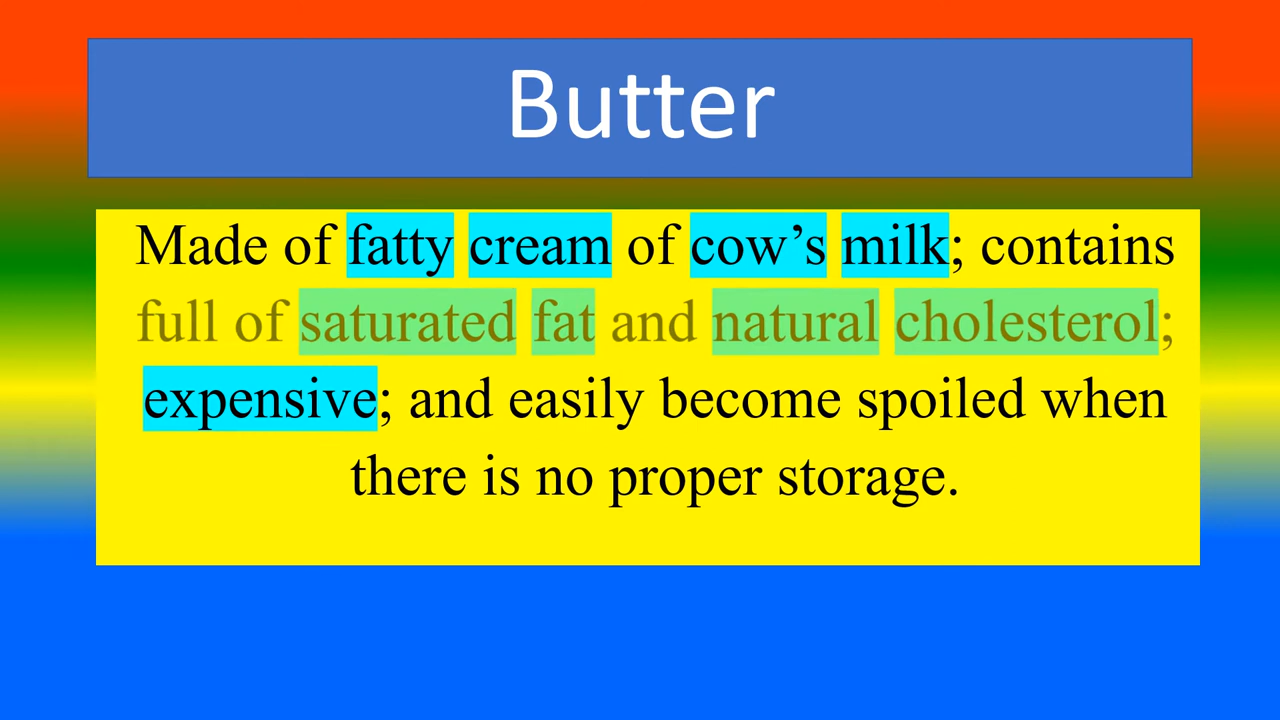 Butter
Made of fatty cream of cow’s milk; contains
full of saturated fat and natural cholesterol;
expensive; and easily become spoiled when
there is no proper storage.